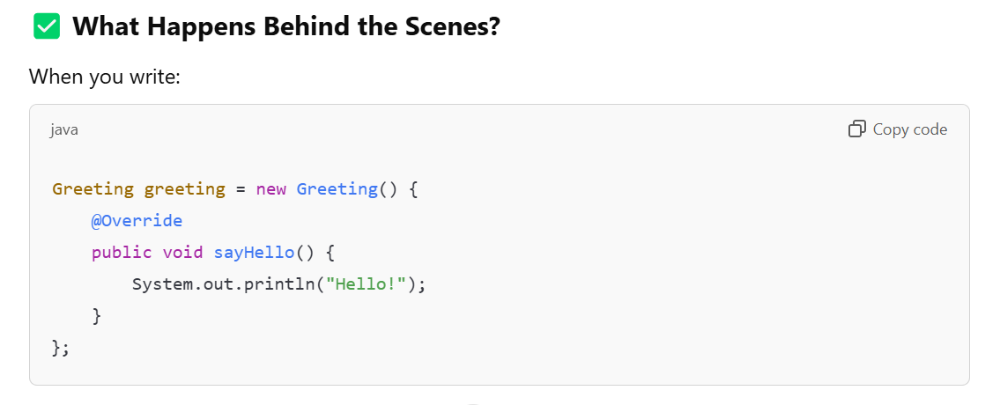 ✅ What Happens Behind the Scenes?
When you write:
java
Copy code
Greeting greeting = new Greeting() {
    @Override
    public void sayHello() {
        System.out.println("Hello!");
    }
};